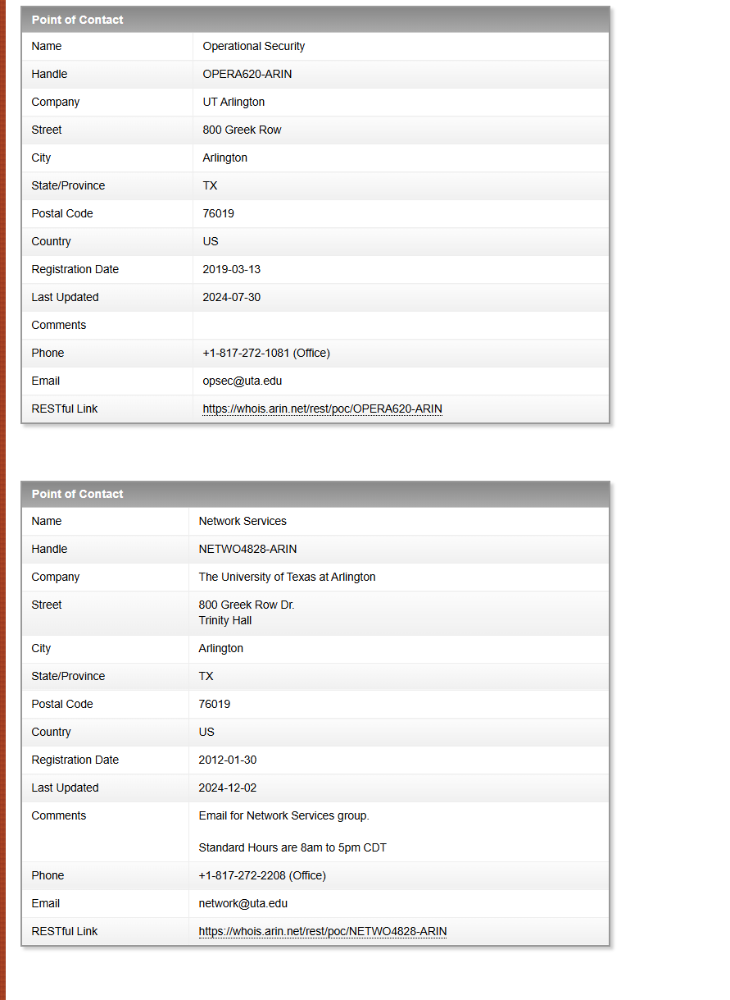 Point of Contact
Name Operational Security
Handle OPERA620-ARIN
Company UT Arlington
Street 800 Greek Row
City Arlington
State/Province TX
Postal Code 76019
Country US
Registration Date 2019-03-13
Last Updated 2024-07-30
Comments
Phone +1-817-272-1081 (Office)
Email opsec@uta.edu
RESTful Link https://whois.arin.net/rest/poc/OPERA620-ARIN
Point of Contact
Name Network Services
Handle NETWO4828-ARIN
Company The University of Texas at Arlington
Street 800 Greek Row Dr.
Trinity Hall
City Arlington
State/Province TX
Postal Code 76019
Country US
Registration Date 2012-01-30
Last Updated 2024-12-02
Comments Email for Network Services group.
Standard Hours are 8am to 5pm CDT
Phone +1-817-272-2208 (Office)
Email network@uta.edu
RESTful Link https://whois.arin.net/rest/poc/NETWO4828-ARIN